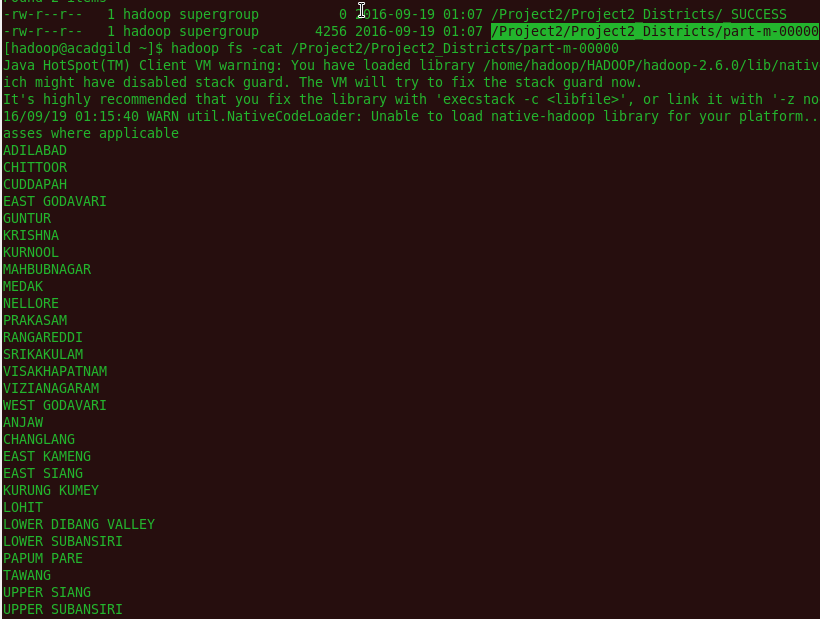 Found 2 items
-rw-r--r--   1 hadoop supergroup          0 2016-09-19 01:07 /Project2/Project2_Districts/_SUCCESS
-rw-r--r--   1 hadoop supergroup       4256 2016-09-19 01:07 /Project2/Project2_Districts/part-m-00000
[hadoop@acadgild ~]$ hadoop fs -cat /Project2/Project2_Districts/part-m-00000
Java HotSpot(TM) Client VM warning: You have loaded library /home/hadoop/HADOOP/hadoop-2.6.0/lib/nativ
ich might have disabled stack guard. The VM will try to fix the stack guard now.
It's highly recommended that you fix the library with 'execstack -c <libfile>', or link it with '-z no
16/09/19 01:15:40 WARN util.NativeCodeLoader: Unable to load native-hadoop library for your platform..
asses where applicable
ADILABAD
CHITTOOR
CUDDAPAH
EAST GODAVARI
GUNTUR
KRISHNA
KURNOOL
MAHBUBNAGAR
MEDAK
NELLORE
PRAKASAM
RANGAREDDI
SRIKAKULAM
VISAKHAPATNAM
VIZIANAGARAM
WEST GODAVARI
ANJAW
CHANGLANG
EAST KAMENG
EAST SIANG
KURUNG KUMEY
LOHIT
LOWER DIBANG VALLEY
LOWER SUBANSIRI
PAPUM PARE
TAWANG
UPPER SIANG
UPPER SUBANSIRI